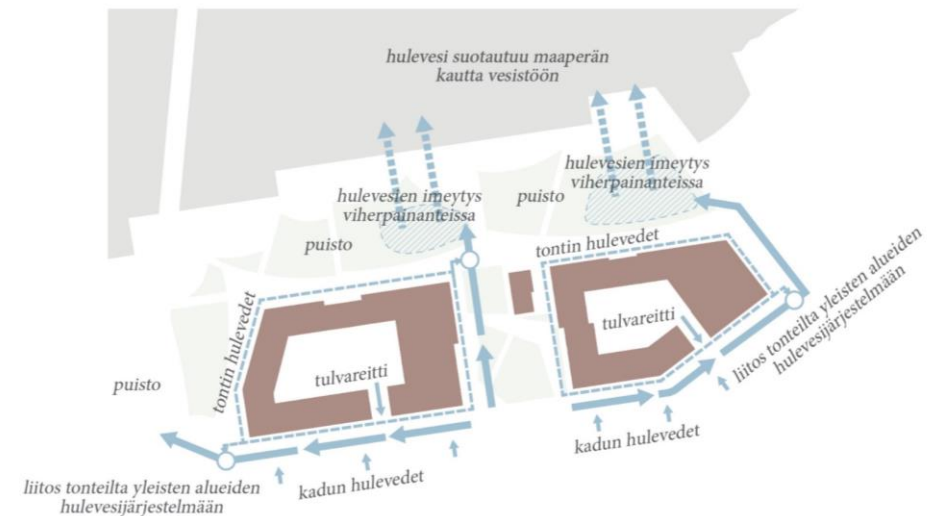 hulevesi suotautuu maaperän
kautta vesistöön
hulevesien imeytys
viherpainanteissa
hulevesien imeytys
viherpainanteissa
puisto
puisto
tontin hulevedet
tontin hulevedet
tulvareitti
tulvareitti
puisto
liitos tonteilta yleisten alueiden
hulevesijärjestelmään
kadun hulevedet
kadun hulevedet
liitos tonteilta yleisten alueiden
hulevesijärjestelmään